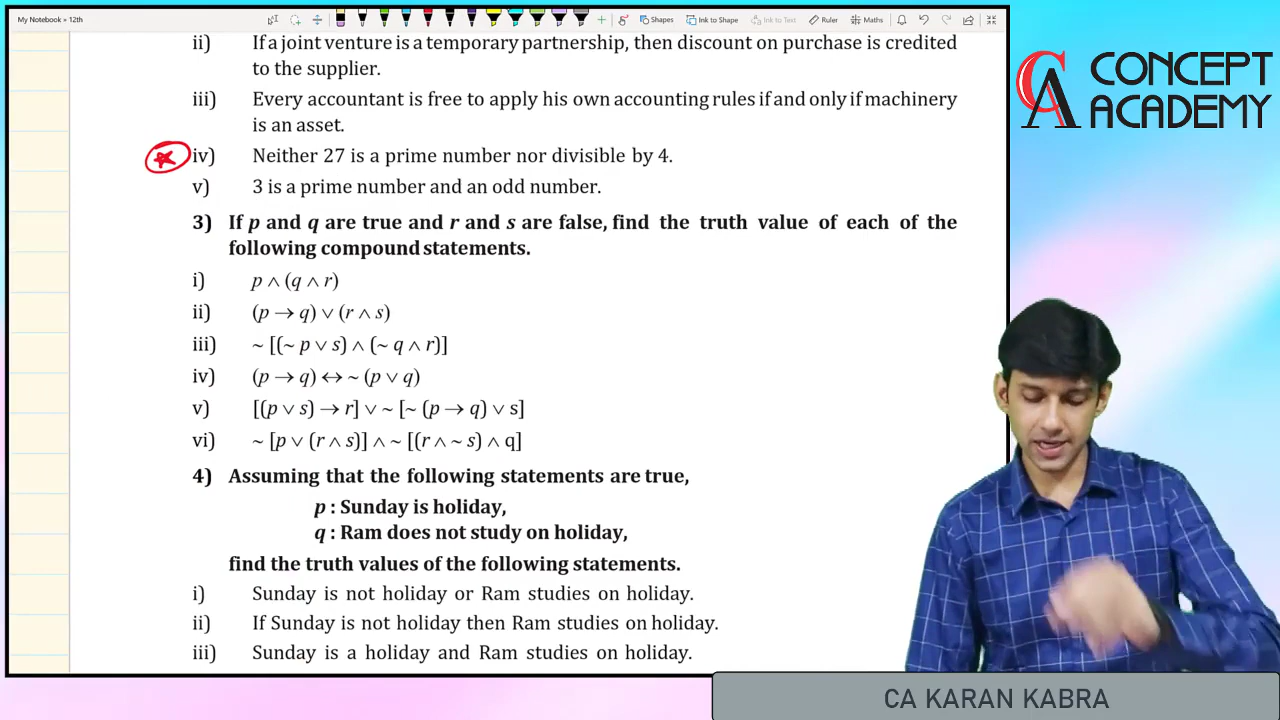 My Notebook » 12th
Shapes
Ink to Shape
Ink to Text
Ruler
Maths
ii) If a joint venture is a temporary partnership, then discount on purchase is credited
to the supplier.
iii) Every accountant is free to apply his own accounting rules if and only if machinery
is an asset.
iv) Neither 27 is a prime number nor divisible by 4.
v) 3 is a prime number and an odd number.
3) If p and q are true and r and s are false, find the truth value of each of the
following compound statements.
i) p ∧ (q ∧ r)
ii) (p → q) ∨ (r ∧ s)
iii) ~ [(~ p ∨ s) ∧ (~ q ∧ r)]
iv) (p → q) ↔ ~ (p ∨ q)
v) [(p ∨ s) → r] ∨ ~ [~ (p → q) ∨ s]
vi) ~ [p ∨ (r ∧ s)] ∧ ~ [(r ∧ ~ s) ∧ q]
4) Assuming that the following statements are true,
p : Sunday is holiday,
q : Ram does not study on holiday,
find the truth values of the following statements.
i) Sunday is not holiday or Ram studies on holiday.
ii) If Sunday is not holiday then Ram studies on holiday.
iii) Sunday is a holiday and Ram studies on holiday.
CA CONCEPT
ACADEMY
CA KARAN KABRA